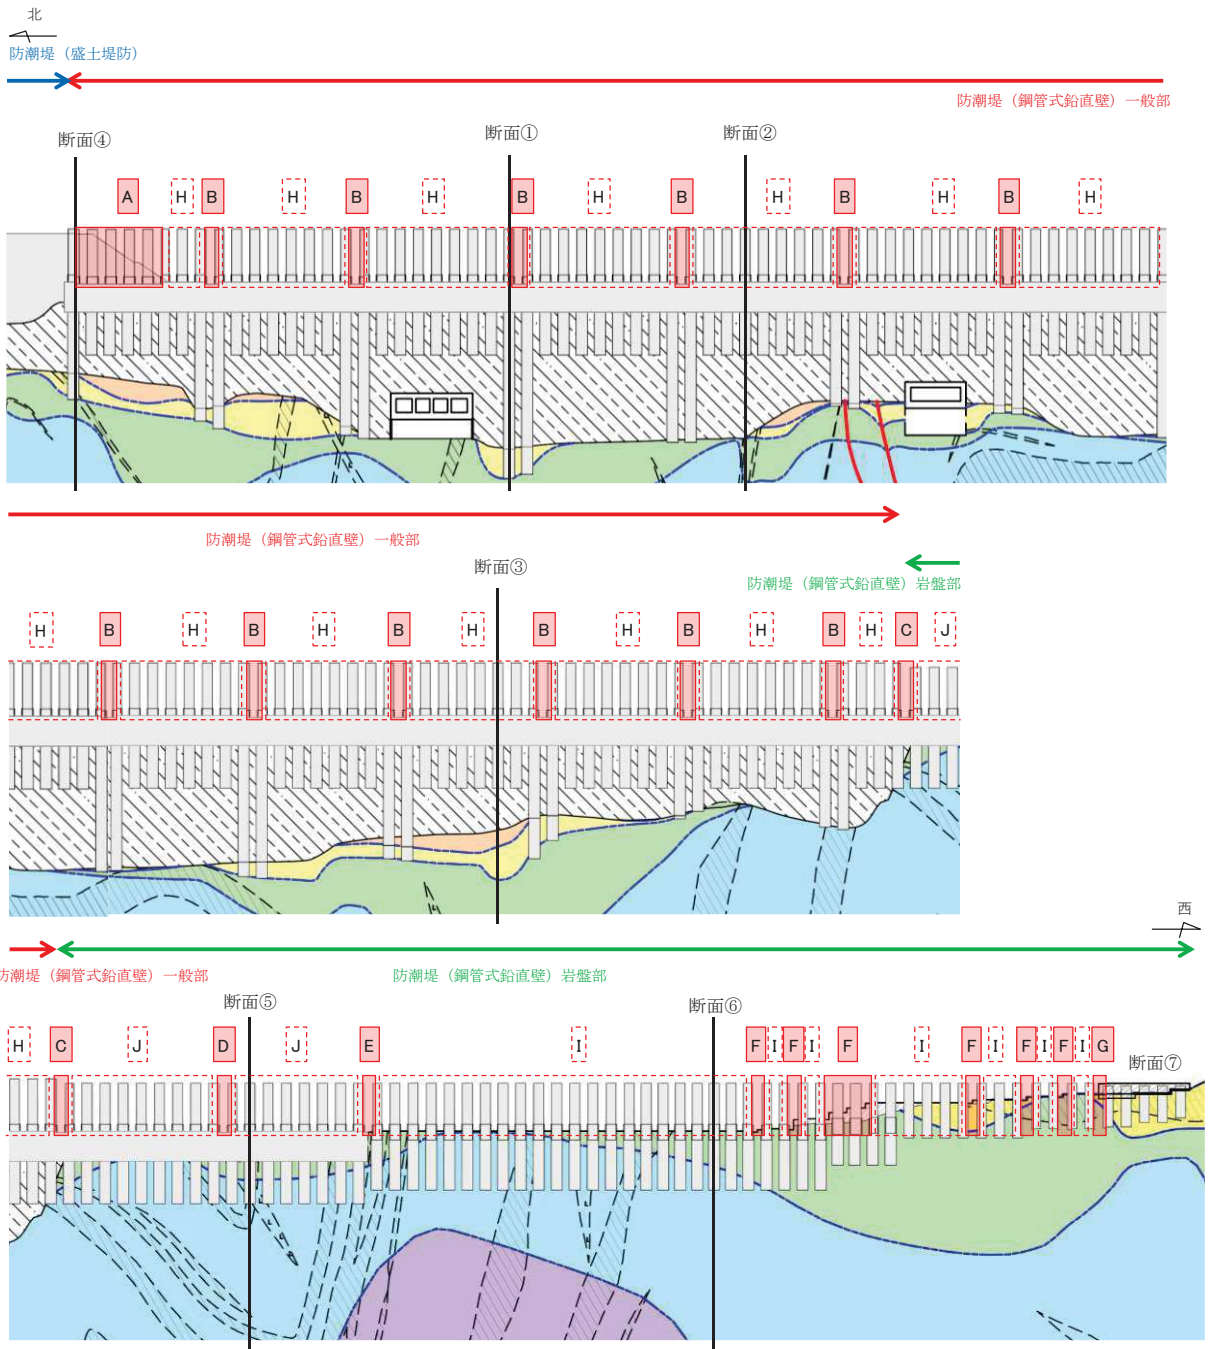 北
防潮堤（盛土堤防）
防潮堤（鋼管式鉛直壁）一般部
断面④ 断面① 断面②
A H B H B H B H B H B H B H
防潮堤（鋼管式鉛直壁）一般部
断面③
防潮堤（鋼管式鉛直壁）岩盤部
H B H B H B H B H B H B H C J
西
防潮堤（鋼管式鉛直壁）一般部 防潮堤（鋼管式鉛直壁）岩盤部
断面⑤ 断面⑥
H C J D J E I F I F I F I F I F I F I G
断面⑦